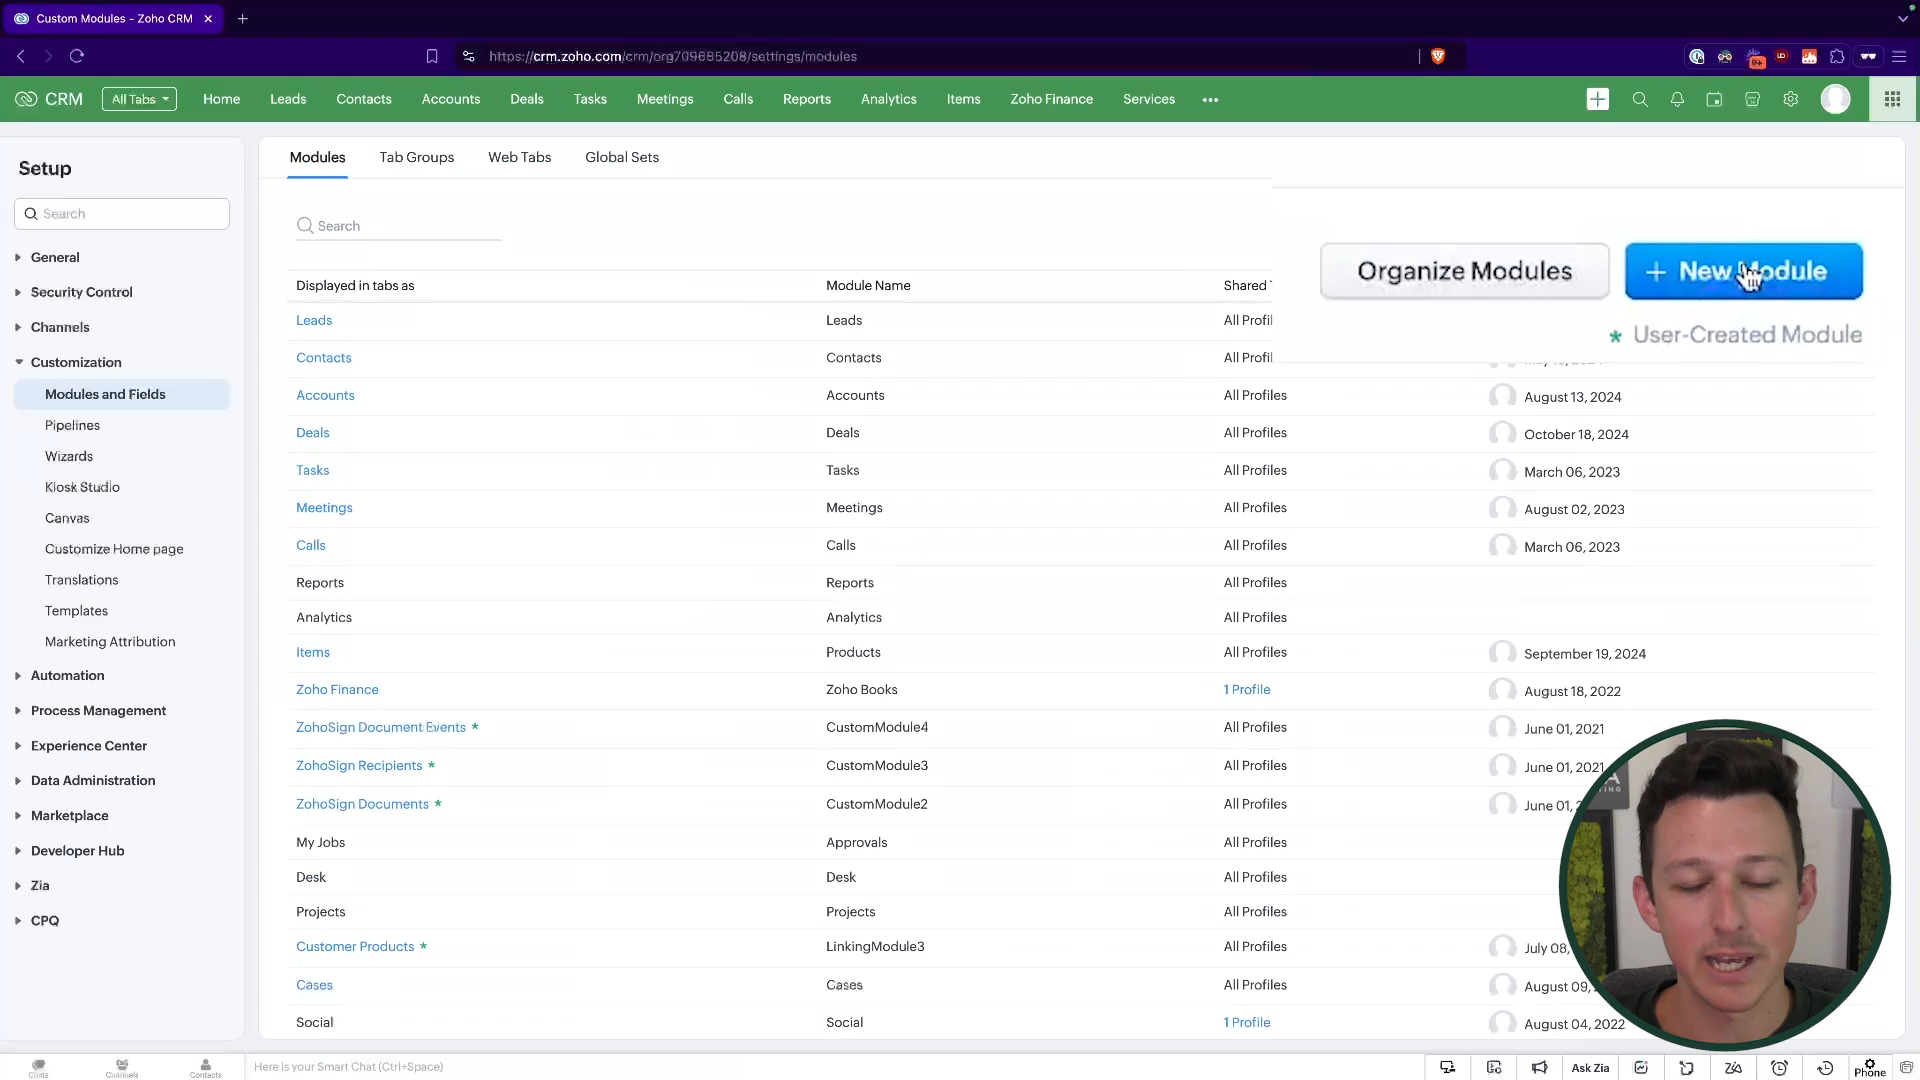 Custom Modules - Zoho CRM
https://crm.zoho.com/crm/org709685208/settings/modules
CRM All Tabs Home Leads Contacts Accounts Deals Tasks Meetings Calls Reports Analytics Items Zoho Finance Services
Setup
Search
General
Security Control
Channels
Customization
Modules and Fields
Pipelines
Wizards
Kiosk Studio
Canvas
Customize Home page
Translations
Templates
Marketing Attribution
Automation
Process Management
Experience Center
Data Administration
Marketplace
Developer Hub
Zia
CPQ
Modules Tab Groups Web Tabs Global Sets
Search
Organize Modules + New Module
* User-Created Module
Displayed in tabs as Module Name Shared
Leads Leads All Profil
Contacts Contacts All Profil
Accounts Accounts All Profiles August 13, 2024
Deals Deals All Profiles October 18, 2024
Tasks Tasks All Profiles March 06, 2023
Meetings Meetings All Profiles August 02, 2023
Calls Calls All Profiles March 06, 2023
Reports Reports All Profiles
Analytics Analytics All Profiles
Items Products All Profiles September 19, 2024
Zoho Finance Zoho Books 1 Profile August 18, 2022
ZohoSign Document Events * CustomModule4 All Profiles June 01, 2021
ZohoSign Recipients * CustomModule3 All Profiles June 01, 2021
ZohoSign Documents * CustomModule2 All Profiles June 01, 2
My Jobs Approvals All Profiles
Desk Desk All Profiles
Projects Projects All Profiles
Customer Products * LinkingModule3 All Profiles July 08,
Cases Cases All Profiles August 09,
Social Social 1 Profile August 04, 2022
Chats Channels Contacts Here is your Smart Chat (Ctrl+Space) Ask Zia Phone